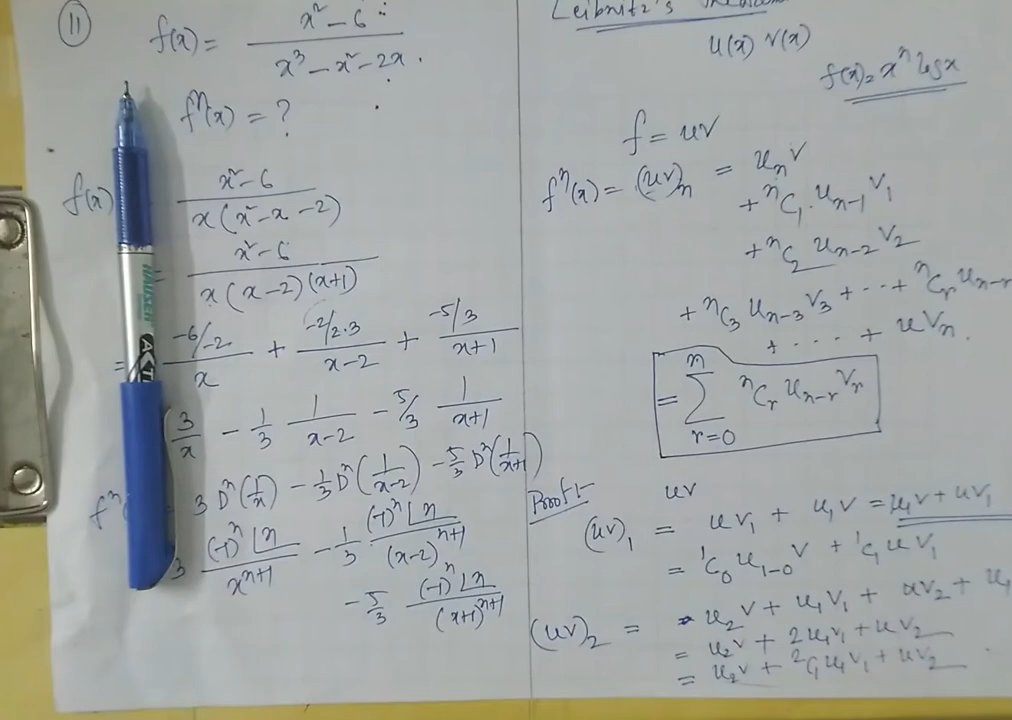 ⑪ f(x) = x² - 6 / x³ - x² - 2x .
fⁿ(x) = ?
f(x) x² - 6 / x(x² - x - 2)
= x² - 6 / x(x-2)(x+1)
= -6/-2 / x + -2/2.3 / x-2 + -5/3 / x+1
3/x - 1/3 1/x-2 - 5/3 1/x+1
fⁿ( 3 Dⁿ(1/x) - 1/3 Dⁿ(1/x-2) - 5/3 Dⁿ(1/x+1)
3 (-1)ⁿ ⌊n / xⁿ⁺¹ - 1/3 (-1)ⁿ ⌊n / (x-2)ⁿ⁺¹
- 5/3 (-1)ⁿ ⌊n / (x+1)ⁿ⁺¹
HAUSER
Leibnitz's
u(x) v(x)
f(x) = xⁿ log x
f = uv
fⁿ(x) = (uv)ₙ = uₙ v
+ ⁿC₁ . uₙ₋₁ v₁
+ ⁿC₂ uₙ₋₂ v₂
+ ⁿC₃ uₙ₋₃ v₃ + ... + ⁿCᵣ uₙ₋ᵣ
+ .... + u vₙ .
= n Σ r=0 ⁿCᵣ uₙ₋ᵣ vᵣ
Proof:- uv
(uv)₁ = uv₁ + u₁v = u₁v + uv₁
= ¹C₀ u₁₋₀ v + ¹C₁ u v₁
(uv)₂ = u₂v + u₁v₁ + uv₂ + u₁
= u₂v + 2u₁v₁ + uv₂
= u₂v + ²C₁u₁v₁ + uv₂